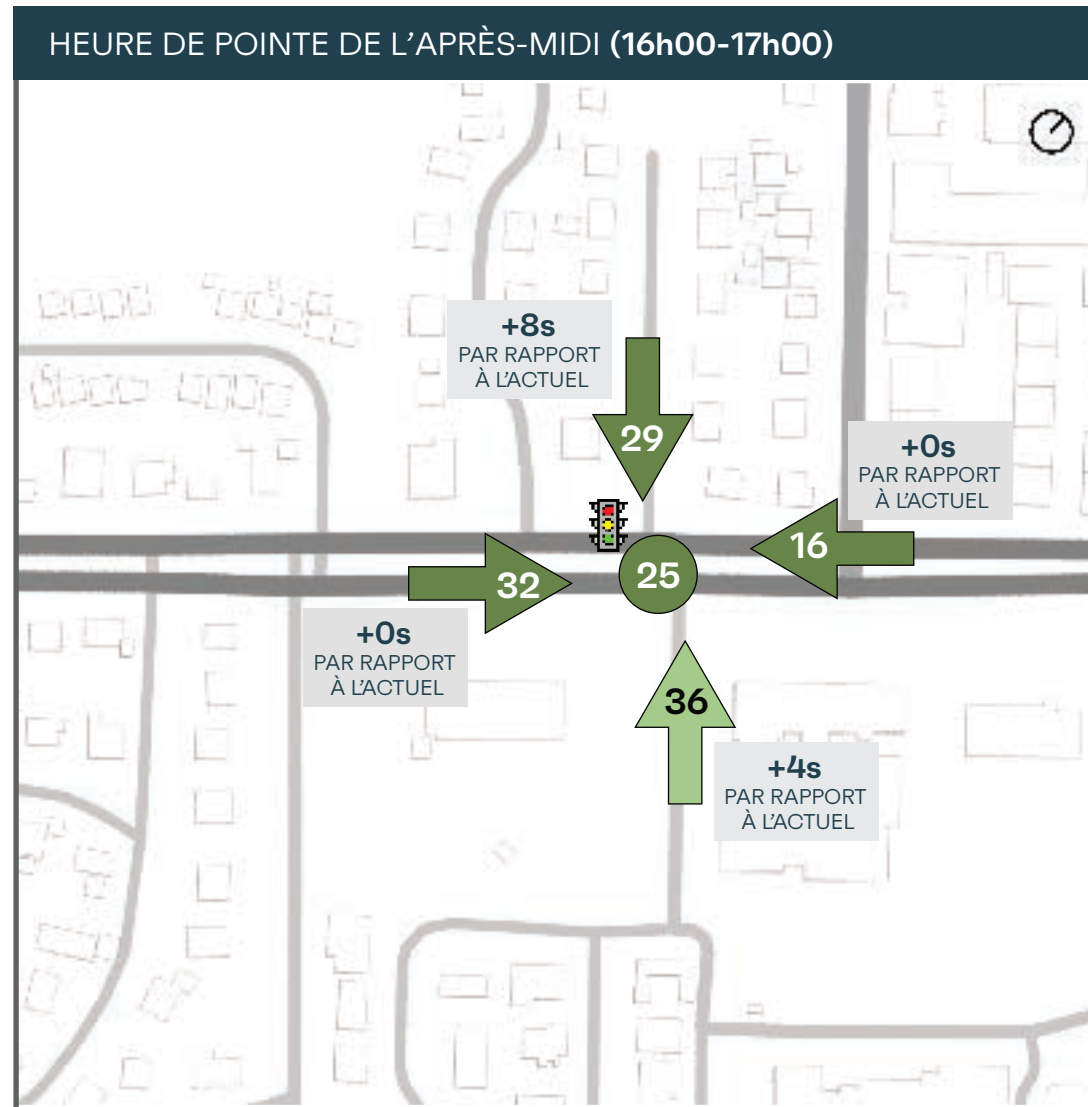 HEURE DE POINTE DE L'APRÈS-MIDI (16h00-17h00)
+8s
PAR RAPPORT
À L'ACTUEL
29
+0s
PAR RAPPORT
À L'ACTUEL
16
32
25
+0s
PAR RAPPORT
À L'ACTUEL
36
+4s
PAR RAPPORT
À L'ACTUEL